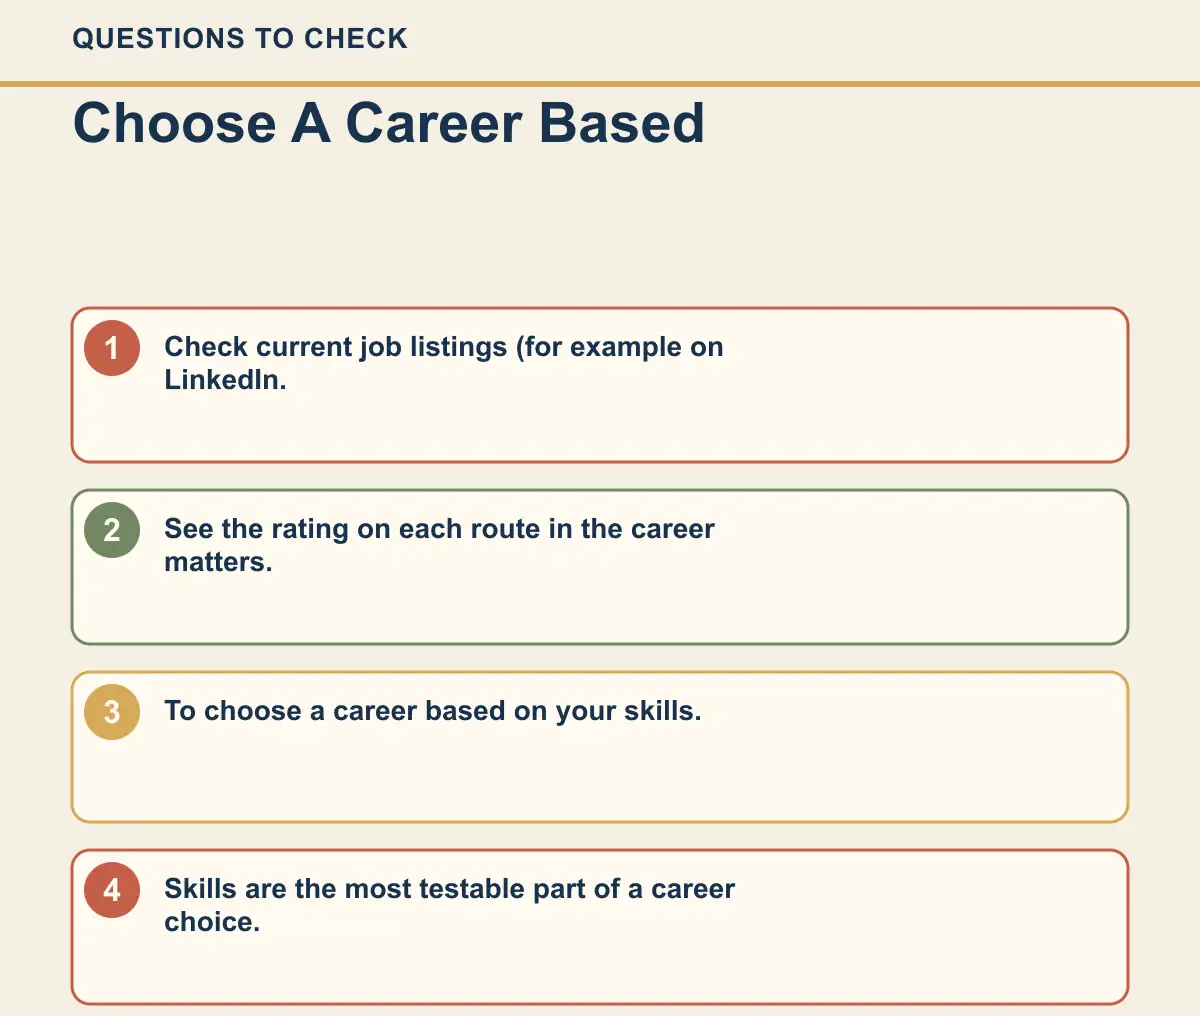 QUESTIONS TO CHECK
Choose A Career Based
1
Check current job listings (for example on
LinkedIn.
2
See the rating on each route in the career
matters.
3
To choose a career based on your skills.
4
Skills are the most testable part of a career
choice.